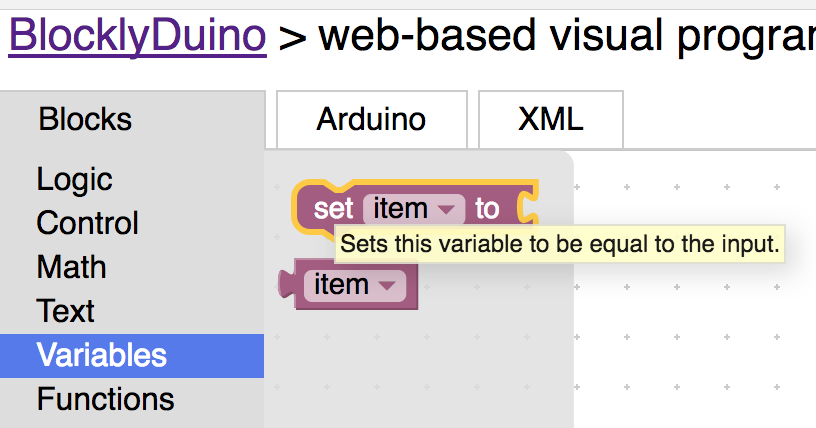 BlocklyDuino > web-based visual
Blocks Arduino XML
Logic
Control
Math
Text
Variables
Functions
set item to
Sets this variable to be equal to the input.
item